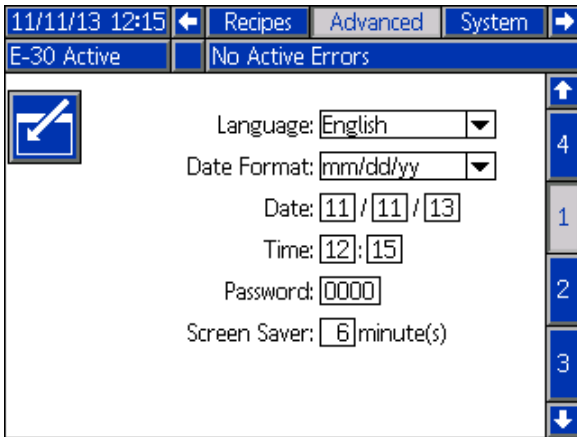 11/11/13 12:15 Recipes Advanced System
E-30 Active No Active Errors
Language: English
4
Date Format: mm/dd/yy
Date: 11 / 11 / 13
1
Time: 12 : 15
Password: 0000
2
Screen Saver: 6 minute(s)
3